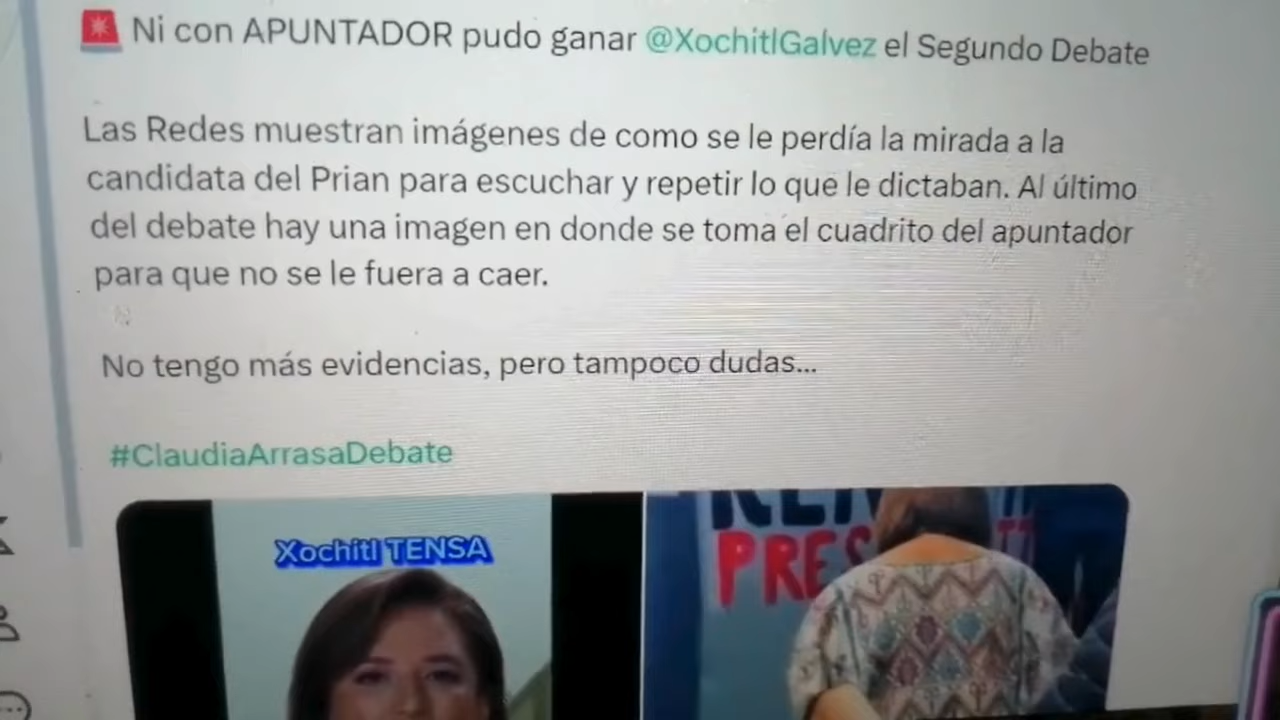 Ni con APUNTADOR pudo ganar @XochitlGalvez el Segundo Debate
Las Redes muestran imágenes de como se le perdía la mirada a la
candidata del Prian para escuchar y repetir lo que le dictaban. Al último
del debate hay una imagen en donde se toma el cuadrito del apuntador
para que no se le fuera a caer.
No tengo más evidencias, pero tampoco dudas...
#ClaudiaArrasaDebate
Xochitl TENSA